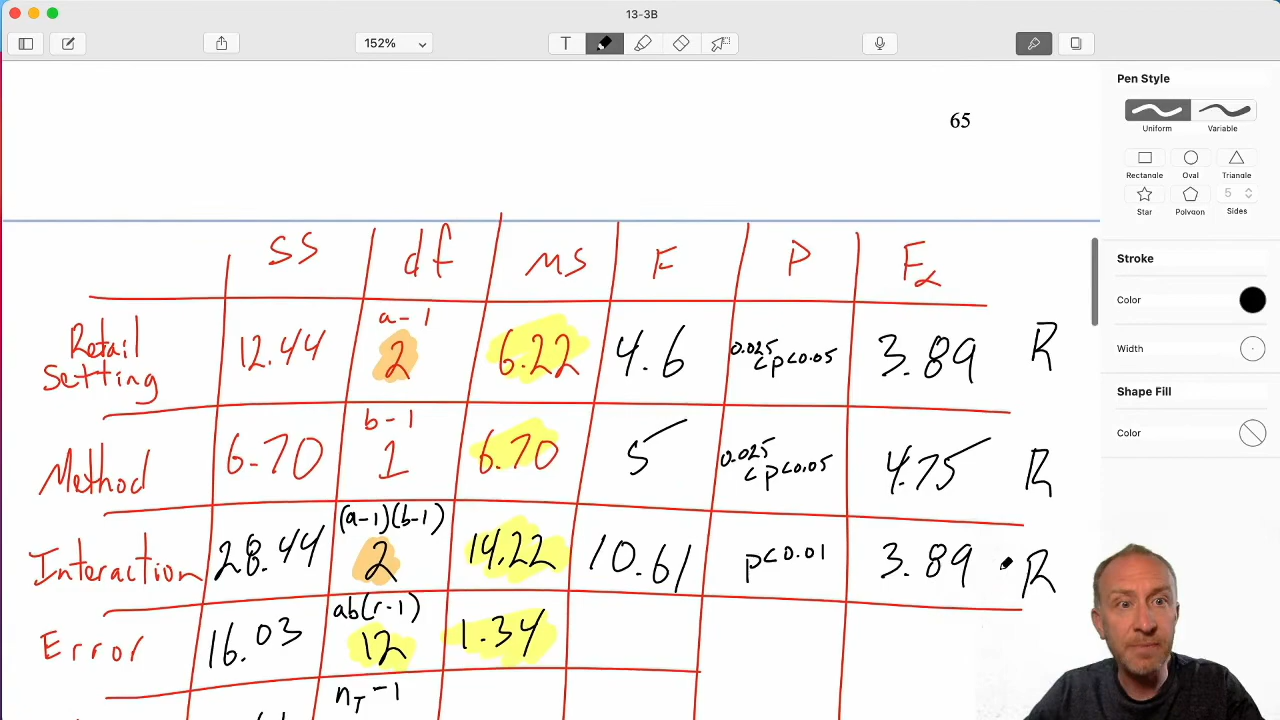 13-3B
152%
T
Pen Style
Uniform Variable
Rectangle Oval Triangle
5
Star Polygon Sides
Stroke
Color
Width
Shape Fill
Color
65
SS df MS F P Fα
Retail Setting 12.44 a-1 2 6.22 4.6 0.025<p<0.05 3.89 R
Method 6.70 b-1 1 6.70 5 0.025<p<0.05 4.75 R
Interaction 28.44 (a-1)(b-1) 2 14.22 10.61 p<0.01 3.89 R
Error 16.03 ab(r-1) 12 1.34
nT-1